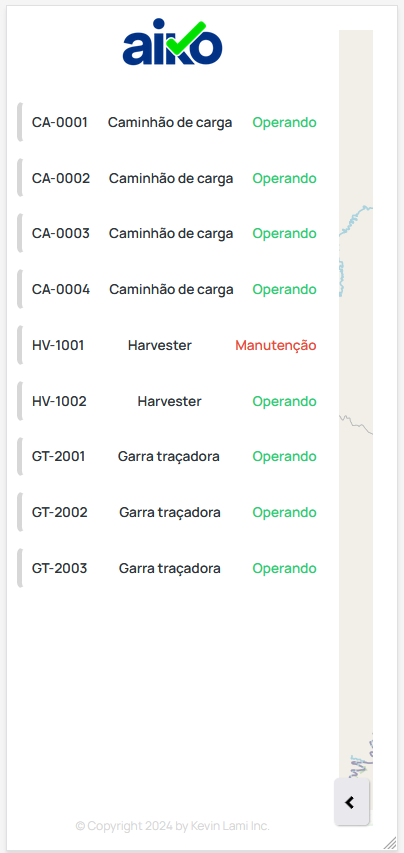 aiko
CA-0001 Caminhão de carga Operando
CA-0002 Caminhão de carga Operando
CA-0003 Caminhão de carga Operando
CA-0004 Caminhão de carga Operando
HV-1001 Harvester Manutenção
HV-1002 Harvester Operando
GT-2001 Garra traçadora Operando
GT-2002 Garra traçadora Operando
GT-2003 Garra traçadora Operando
© Copyright 2024 by Kevin Lami Inc.